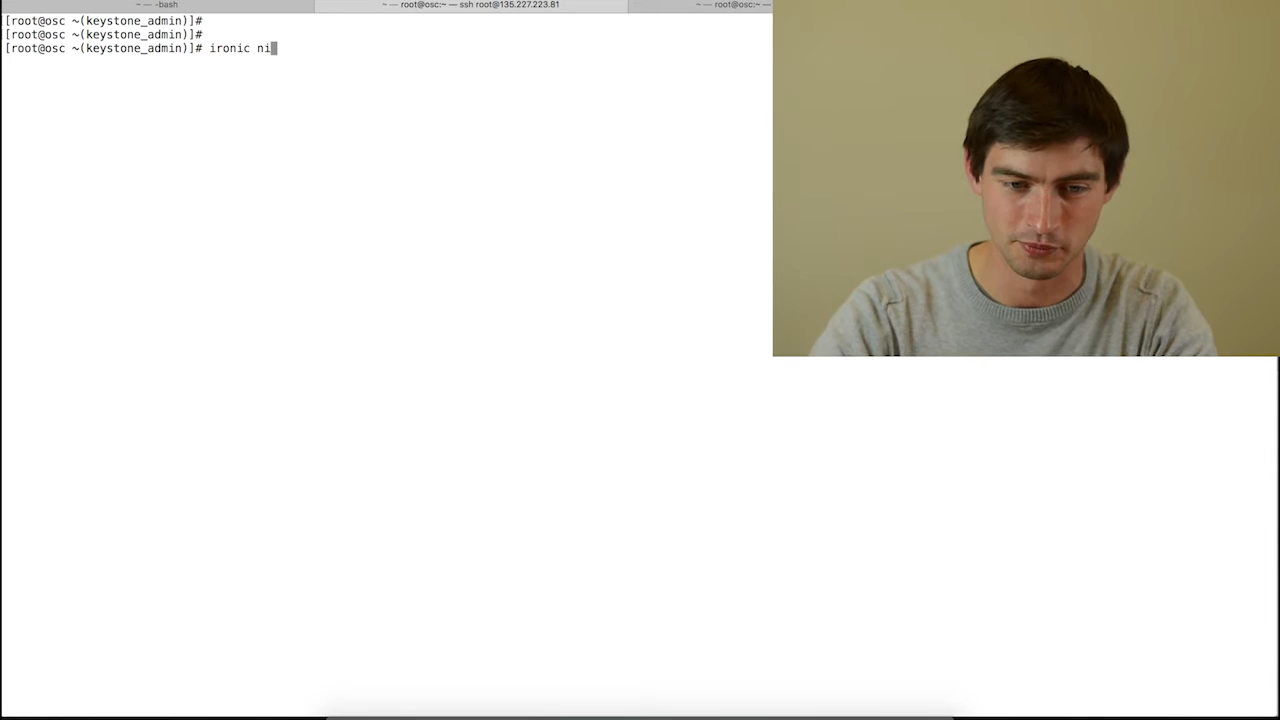 ~ — -bash
~ — root@osc:~ — ssh root@135.227.223.81
~ — root@osc:~ —
[root@osc ~(keystone_admin)]#
[root@osc ~(keystone_admin)]#
[root@osc ~(keystone_admin)]# ironic ni